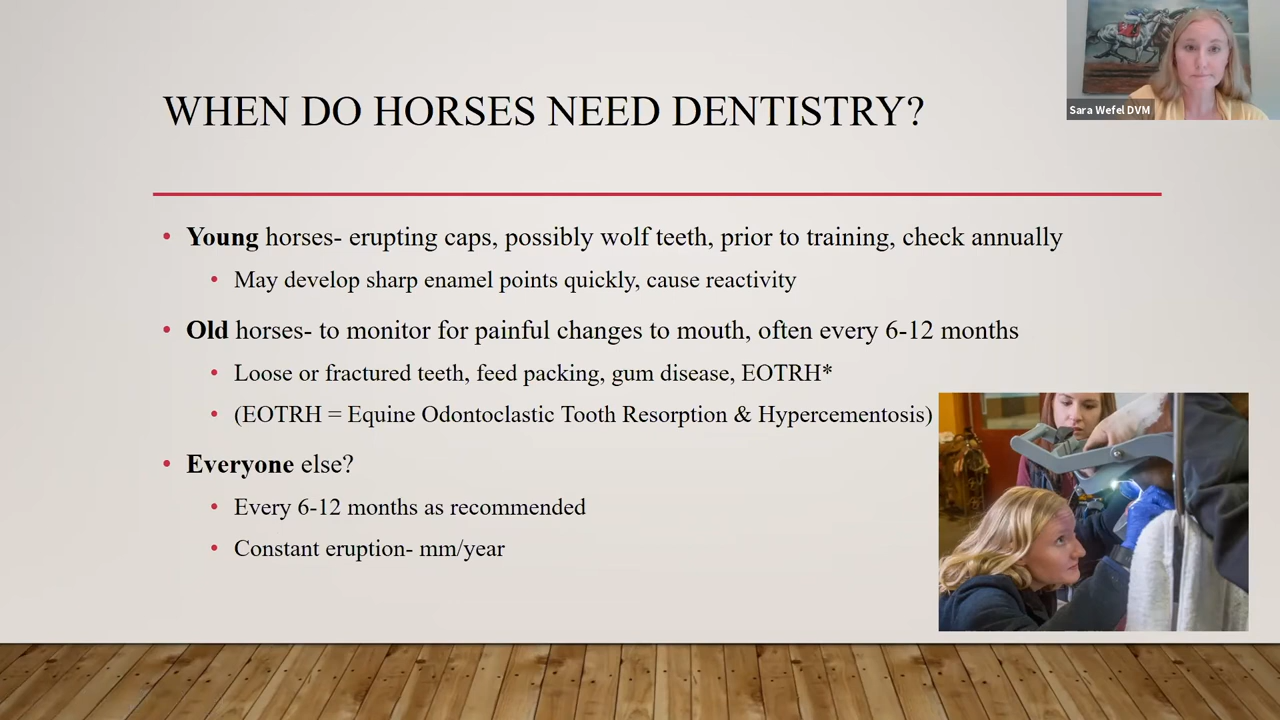 Sara Wefel DVM
WHEN DO HORSES NEED DENTISTRY?
• Young horses- erupting caps, possibly wolf teeth, prior to training, check annually
• May develop sharp enamel points quickly, cause reactivity
• Old horses- to monitor for painful changes to mouth, often every 6-12 months
• Loose or fractured teeth, feed packing, gum disease, EOTRH*
• (EOTRH = Equine Odontoclastic Tooth Resorption & Hypercementosis)
• Everyone else?
• Every 6-12 months as recommended
• Constant eruption- mm/year